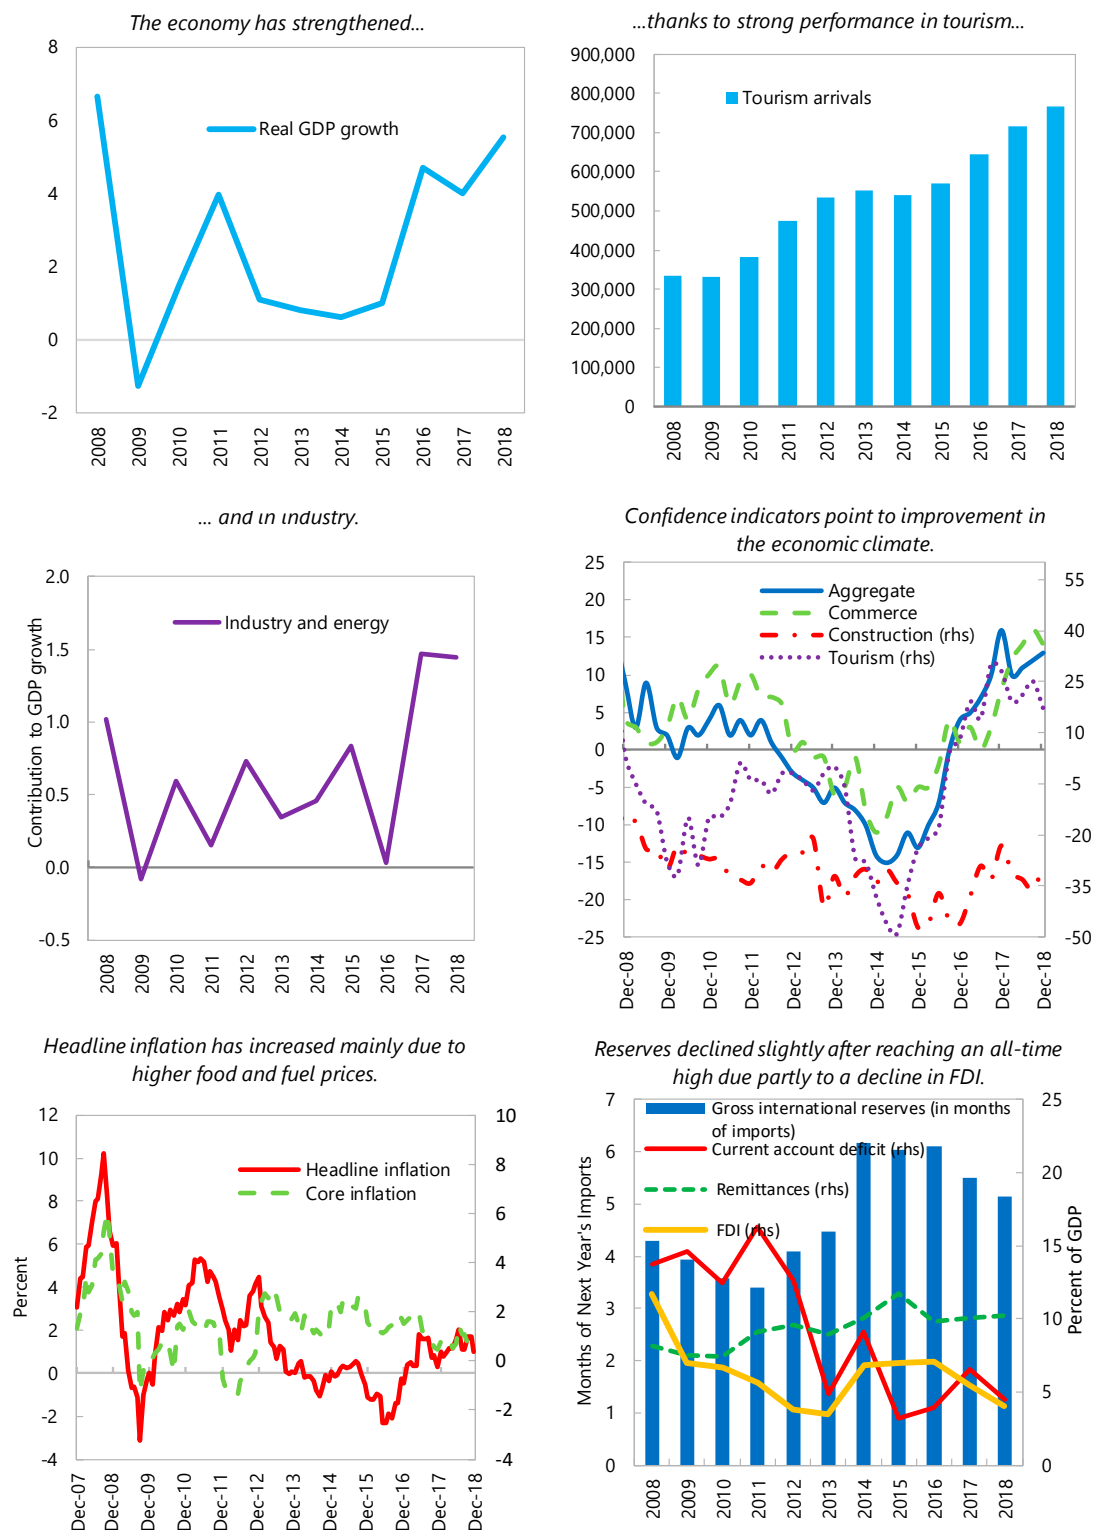 The economy has strengthened...
8
6
4
2
0
-2
Real GDP growth
2008
2009
2010
2011
2012
2013
2014
2015
2016
2017
2018
...thanks to strong performance in tourism...
900,000
800,000
700,000
600,000
500,000
400,000
300,000
200,000
100,000
0
Tourism arrivals
2008
2009
2010
2011
2012
2013
2014
2015
2016
2017
2018
... and in industry.
Contribution to GDP growth
2.0
1.5
1.0
0.5
0.0
-0.5
Industry and energy
2008
2009
2010
2011
2012
2013
2014
2015
2016
2017
2018
Confidence indicators point to improvement in
the economic climate.
25
20
15
10
5
0
-5
-10
-15
-20
-25
Aggregate
Commerce
Construction (rhs)
Tourism (rhs)
55
40
25
10
-5
-20
-35
-50
Dec-08
Dec-09
Dec-10
Dec-11
Dec-12
Dec-13
Dec-14
Dec-15
Dec-16
Dec-17
Dec-18
Headline inflation has increased mainly due to
higher food and fuel prices.
Percent
12
10
8
6
4
2
0
-2
-4
Headline inflation
Core inflation
10
8
6
4
2
0
-2
-4
Dec-07
Dec-08
Dec-09
Dec-10
Dec-11
Dec-12
Dec-13
Dec-14
Dec-15
Dec-16
Dec-17
Dec-18
Reserves declined slightly after reaching an all-time
high due partly to a decline in FDI.
Months of Next Year's Imports
7
6
5
4
3
2
1
0
Gross international reserves (in months
of imports)
Current account deficit (rhs)
Remittances (rhs)
FDI (rhs)
25
20
15
10
5
0
Percent of GDP
2008
2009
2010
2011
2012
2013
2014
2015
2016
2017
2018